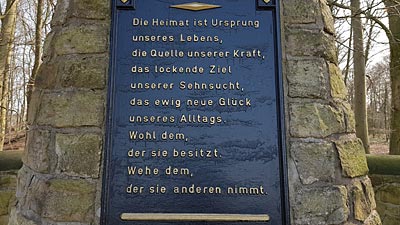 Die Heimat ist Ursprung
unseres Lebens,
die Quelle unserer Kraft,
das lockende Ziel
unserer Sehnsucht,
das ewig neue Glück
unseres Alltags.
Wohl dem,
der sie besitzt.
Wehe dem,
der sie anderen nimmt.